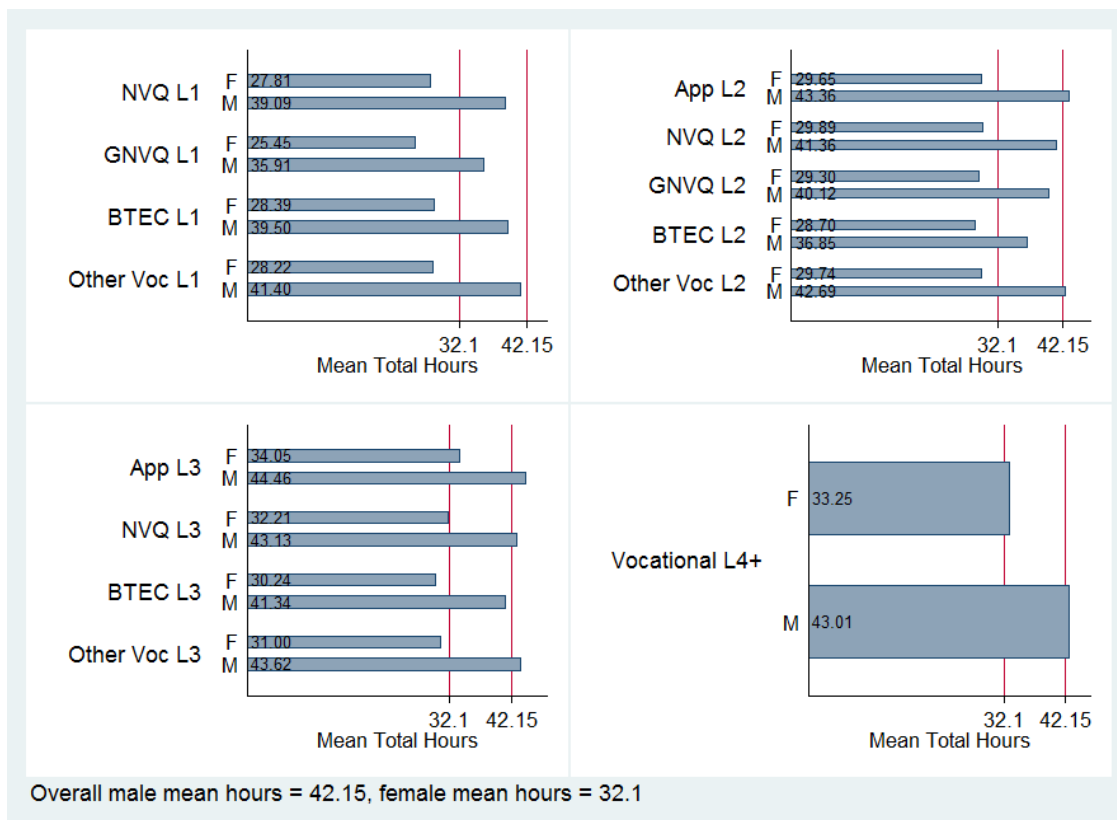 NVQ L1
F 27.81
M 39.09
GNVQ L1
F 25.45
M 35.91
BTEC L1
F 28.39
M 39.50
Other Voc L1
F 28.22
M 41.40
32.1 42.15
Mean Total Hours
App L2
F 29.65
M 43.36
NVQ L2
F 29.89
M 41.36
GNVQ L2
F 29.30
M 40.12
BTEC L2
F 28.70
M 36.85
Other Voc L2
F 29.74
M 42.69
32.1 42.15
Mean Total Hours
App L3
F 34.05
M 44.46
NVQ L3
F 32.21
M 43.13
BTEC L3
F 30.24
M 41.34
Other Voc L3
F 31.00
M 43.62
32.1 42.15
Mean Total Hours
Vocational L4+
F 33.25
M 43.01
32.1 42.15
Mean Total Hours
Overall male mean hours = 42.15, female mean hours = 32.1